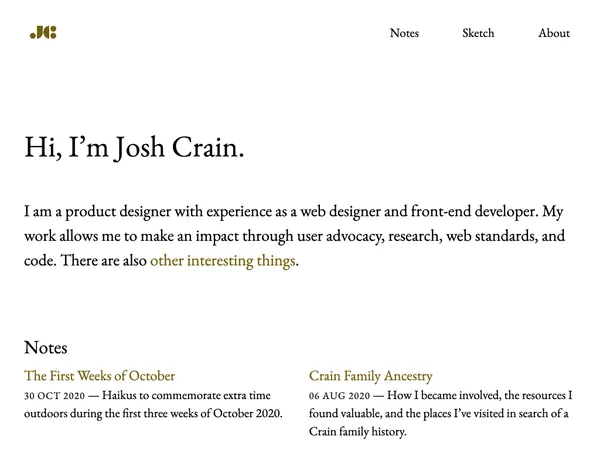 JC
Notes Sketch About
Hi, I’m Josh Crain.
I am a product designer with experience as a web designer and front-end developer. My
work allows me to make an impact through user advocacy, research, web standards, and
code. There are also other interesting things.
Notes
The First Weeks of October
30 OCT 2020 — Haikus to commemorate extra time
outdoors during the first three weeks of October 2020.
Crain Family Ancestry
06 AUG 2020 — How I became involved, the resources I
found valuable, and the places I’ve visited in search of a
Crain family history.